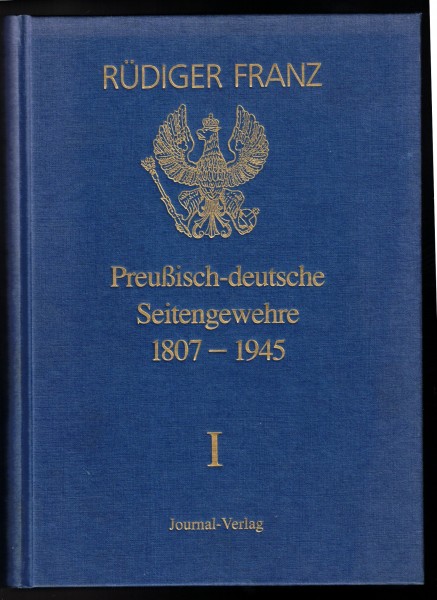 RÜDIGER FRANZ
Preußisch-deutsche
Seitengewehre
1807 – 1945
I
Journal-Verlag